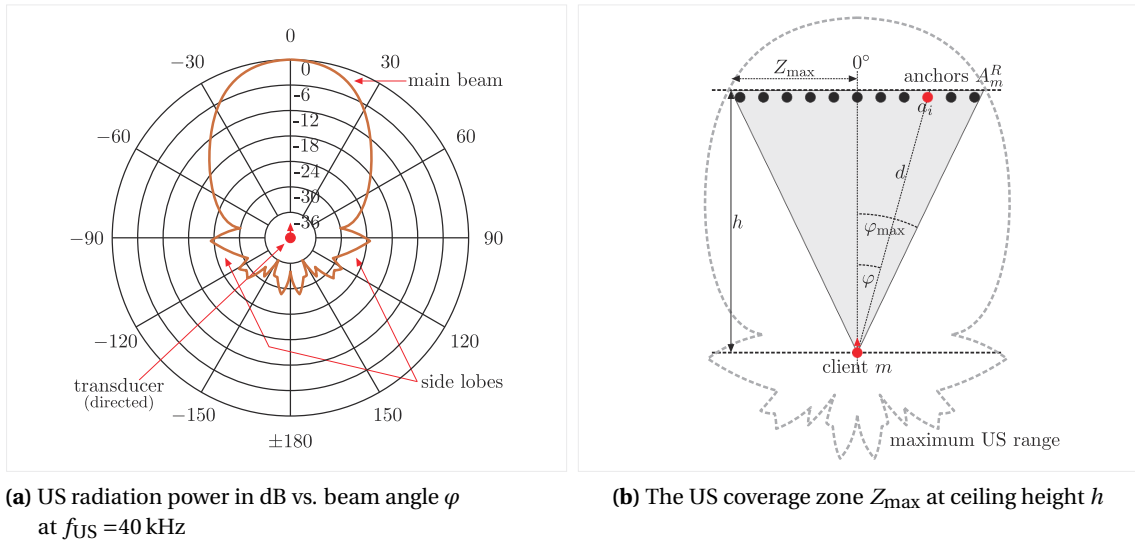 0
−30
30
0
-6
-12
-18
-24
-30
-36
main beam
−60
60
−90
90
−120
120
transducer
(directed)
side lobes
−150
150
±180
0°
Z_max
anchors A_m^R
a_i
d
h
φ_max
φ
client m
maximum US range
(a) US radiation power in dB vs. beam angle φ
at f_US =40 kHz
(b) The US coverage zone Z_max at ceiling height h